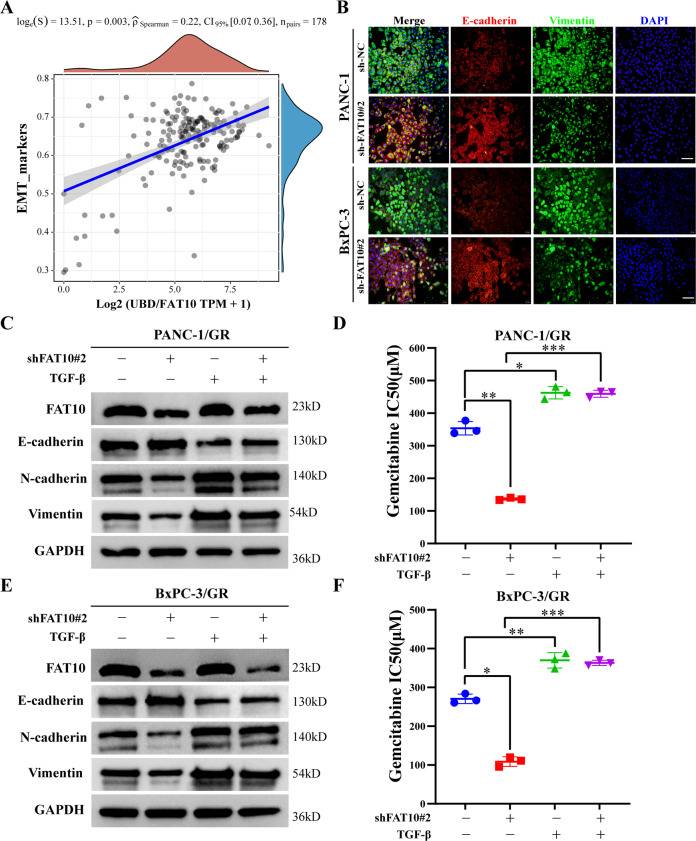 A
log_e(S) = 13.51, p = 0.003, ρ̂ Spearman = 0.22, CI 95% [0.07 0.36], n pairs = 178
0.8
0.7
0.6
0.5
0.4
0.3
EMT_markers
0.0 2.5 5.0 7.5
Log2 (UBD/FAT10 TPM + 1)
B
Merge E-cadherin Vimentin DAPI
PANC-1
sh-NC
sh-FAT10#2
BxPC-3
sh-NC
sh-FAT10#2
C
PANC-1/GR
shFAT10#2 − + − +
TGF-β − − + +
FAT10 23kD
E-cadherin 130kD
N-cadherin 140kD
Vimentin 54kD
GAPDH 36kD
D
PANC-1/GR
Gemcitabine IC50(μM)
600
500
400
300
200
100
0
***
*
**
shFAT10#2 − + − +
TGF-β − − + +
E
BxPC-3/GR
shFAT10#2 − + − +
TGF-β − − + +
FAT10 23kD
E-cadherin 130kD
N-cadherin 140kD
Vimentin 54kD
GAPDH 36kD
F
BxPC-3/GR
Gemcitabine IC50(μM)
500
400
300
200
100
0
***
**
*
shFAT10#2 − + − +
TGF-β − − + +